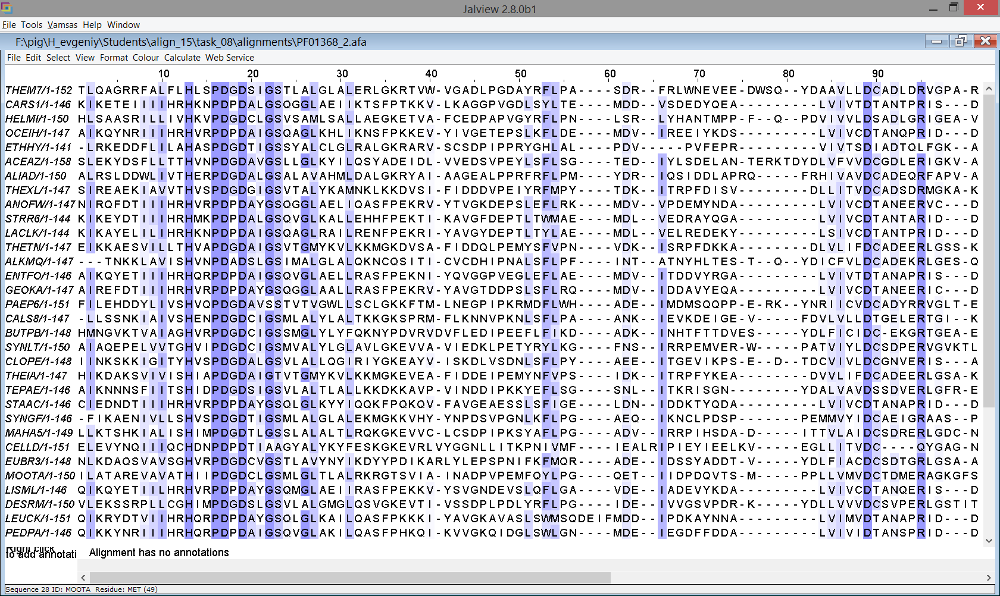 Jalview 2.8.0b1
File Tools Vamsas Help Window
F:\pig\H_evgeniy\Students\align_15\task_08\alignments\PF01368_2.afa
File Edit Select View Format Colour Calculate Web Service
10 20 30 40 50 60 70 80 90
THEM7/1-152 TLQAGRRFALFLHLSPDGDSIGSTLALGLALERLGKRTVW-VGADLPGDAYRFLPA----SDR--FRLWNEVEE-DWSQ--YDAAVLLDCADLDRVGPA-R
CARS1/1-146 KIKETEIIIIHRHKNPDPDALGSQGGLAEIIKTSFPTKKV-LKAGGPVGDLSYLTE----MDD--VSDEDYQEA---------LVIVTDTANTPRIS---D
HELMI/1-150 HLSAASRILLIVHKVPDGDCLGSVSAMLSALLAEGKETVA-FCEDPAPVGYRFLPN----LSR--LYHANTMPP--F--Q--PDVIVVLDSADLGRIGEA-V
OCEIH/1-147 AIKQYNRIIIHRHVRPDPDAIGSQAGLKHLIKNSFPKKEV-YIVGETEPSLKFLDE----MDV--IREEIYKDS---------LVIVCDTANQPRID---D
ETHHY/1-141 -LRKEDDFLILAHASPDGDTIGSSYALCLGLRALGKRARV-SCSDPIPPRYGHLAL----PDV-----PVFEPR---------VIVTSDIADTQLFGK--A
ACEAZ/1-158 SLEKYDSFLLTTHVNPDGDAVGSLLGLKYILQSYADEIDL-VVEDSVPEYLSFLSG----TED--IYLSDELAN-TERKTDYDLVFVVDCGDLERIGKV-A
ALIAD/1-150 ALRSLDDWLIVTHERPDGDALGSALAVAHMLDALGKRYAI-AAGEALPPRFRFLPM----YDR--IQSIDDLAPRQ-------FRHIVAVDCADEQRFAPV-A
THEXL/1-147 SIREAEKIAVVTHVSPDGDGIGSVTALYKAMNKLKKDVSI-FIDDDVPEIYRFMPY----TDK--ITRPFDISV--------DLLITVDCADSDRMGKA-K
ANOFW/1-147 NIRQFDTIIIHRHVRPDPDAYGSQGGLAELIQASFPEKRV-YTVGKDEPSLEFLRK----MDV--VPDEMYNDA---------LVIVCDTANEERVC---D
STRR6/1-144 KIKEYDTIIIHRHMKPDPDALGSQVGLKALLEHHFPEKTI-KAVGFDEPTLTWMAE----MDL--VEDRAYQGA---------LVIVCDTANTARID---D
LACLK/1-144 KIKAYELILIHRHKNPDPDALGSQAGLRAILRENFPEKRI-YAVGYDEPTLTYLAE----MDL--VELREDEKY---------LSIVCDTANTPRID---D
THETN/1-147 EIKKAESVILLTHVAPDGDAIGSVTGMYKVLKKMGKDVSA-FIDDQLPEMYSFVPN----VDK--ISRPFDKKA--------DLVLIFDCADEERLGSS-K
ALKMQ/1-147 ---TNKKLAVISHVNPDADSLGSIMALGLALQKNCQSITI-CVCDHIPNALSFLPF----INT--ATNYHLTES-T--Q--YDICFVLDCADEKRLGES-Q
ENTFO/1-146 AIKQYETIIIHRHQRPDPDAIGSQVGLAELLRASFPEKNI-YQVGGPVEGLEFLAE----MDV--ITDDVYRGA---------LVIVTDTANAPRIS---D
GEOKA/1-147 AIREFDTIIIHRHVRPDPDAYGSQGGLAALLRASFPEKRV-YAVGTDDPSLSFLRQ----MDV--IDDAVYEQA---------LVIVCDTANEERIC---D
PAEP6/1-151 FILEHDDYLIVSHVQPDGDAVSSTVTVGWLLSCLGKKFTM-LNEGPIPKRMDFLWH----ADE--IMDMSQQPP-E-RK--YNRIICVDCADYRRVGLT-E
CALS8/1-147 -LLSSNKIAIVSHENPDGDCIGSMLALYLALTKKGKSPRM-FLKNNVPKNLSFLPA----ANK--IEVKDEIGE-V------FDVLVLLDTGELERTGI--K
BUTPB/1-148 HMNGVKTVAIAGHVRPDGDCIGSSMGLYLYFQKNYPDVRVDVFLEDIPEEFLFIKD----AQK--INHTFTTDVES-----YDLFICIDC-EKGRTGEA-E
SYNLT/1-150 AIAQEPELVVTGHVIPDGDCIGSMVALYLGLAVLGKEVVA-VIEDKLPETYRYLKG----FNS--IRRPEMVER-W-----PATVIYLDCSDPERVGVKTL
CLOPE/1-148 IINKSKKIGITYHVSPDGDALGSVLALLQGIRIYGKEAYV-ISKDLVSDNLSFLPY----AEE--ITGEVIKPS-E--D--TDCVIVLDCGNVERIS---A
THEIA/1-147 HIKDAKSVIVISHIAPDGDAIGTVTGMYKVLKKMGKEVEA-FIDDEIPEMYNFVPS----IDK--ITRPFYKEA--------DVVLIFDCADEERLGSA-K
TEPAE/1-146 AIKNNNSFIITSHIDPDGDSIGSVLALTLALLKKDKKAVP-VINDDIPKKYEFLSG----SNL--ITKRISGN--------YDALVAVDSSDVERLGFR-E
STAAC/1-146 CIEDNDTIIIHRHVRPDPDAYGSQLGLKYYIQQKFPQKQV-FAVGEAESSLSFIGE----LDN--IDDKTYQDA---------LVIVCDTANAPRID---D
SYNGF/1-146 -FIKAENIVLLSHVSPDGDTIGSMLALGLALEKMGKKVHY-YNPDSVPGNLKFLPG----AEQ--IKNCLPDSP-------PEMMVYIDCAEIGRAAS--P
MAHA5/1-149 LLKTSHKIALISHIMPDGDTLGSSLALALTLRQKGKEVVC-LCSDPIPKSYAFLPG----ADV--IRRPIHSDA-D-----ITTVLAIDCSDRERLGDC-N
CELLD/1-151 ELEVYNQIIIQCHDNPDPDTIAAGYALYKYFESKGKEVRLVYGGNLLITKPNIVMF----IEALRIPIEYIEELKV-----EGLLITVDC----QYGAG-N
EUBR3/1-148 NLKDAQSVAVSGHVRPDGDCVGSTLAVYNYIKDYYPDIKARLYLEPSPNIFKFMQR----ADE--IDSSYADDT-V-----YDLFIACDCSDTGRLGSA-A
MOOTA/1-150 ILATAREVAVATHIIPDGDCLGSMLGLTLALRKRGTSVIA-INADPVPEMFQYLPG----QET--IIDPDQVTS-M-----PPLLVMVDCTDMERAGKGFS
LISML/1-146 QIKQYETIIILHRHVRPDPDAYGSQMGLAEIIRASFPEKKV-YSVGNDEVSLQFLGA----VDE--IADEVYKDA---------LVIVCDTANQERIS---D
DESRM/1-150 VLEKSSRPLLCGHIMPDGDSLGSVLALGMGLQSVGKEVTI-VSSDPLPDLYRFLPG----IDE--IVVGSVPDR-K-----YDLLVVVDCSVPERLGSTIT
LEUCK/1-151 QIKRYDTVIIHRHQRPDPDAYGSQLGLKAILQASFPKKKI-YAVGKAVASLSWMSQDEIFMDD--IPDKAYNNA---------LVIMVDTANAPRID---D
PEDPA/1-146 QIKKYNRIIIHRHQRPDPDAIGSQVGLAKILQASFPHKQI-KVVGKQIDGLSWLGN----MDE--IEGDFFDDA---------LVIVIDTANSPRID---D
to add annotati
Alignment has no annotations
Sequence 28 ID: MOOTA Residue: MET (49)